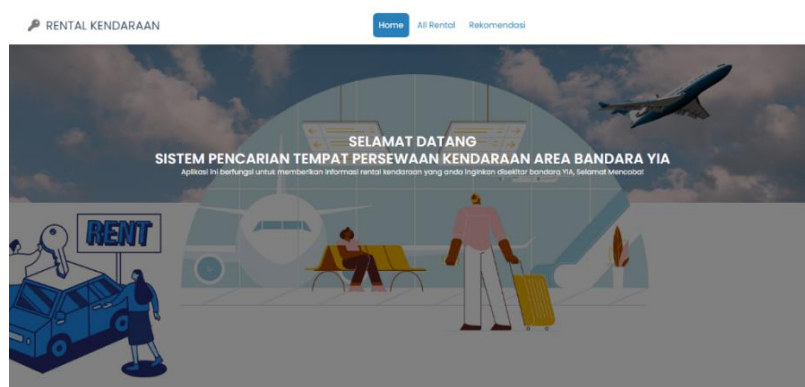 RENTAL KENDARAAN
Home All Rental Rekomendasi
SELAMAT DATANG
SISTEM PENCARIAN TEMPAT PERSEWAAN KENDARAAN AREA BANDARA YIA
Aplikasi ini berfungsi untuk memberikan informasi rental kendaraan yang anda inginkan disekitar bandara YIA, Selamat Mencoba!
RENT